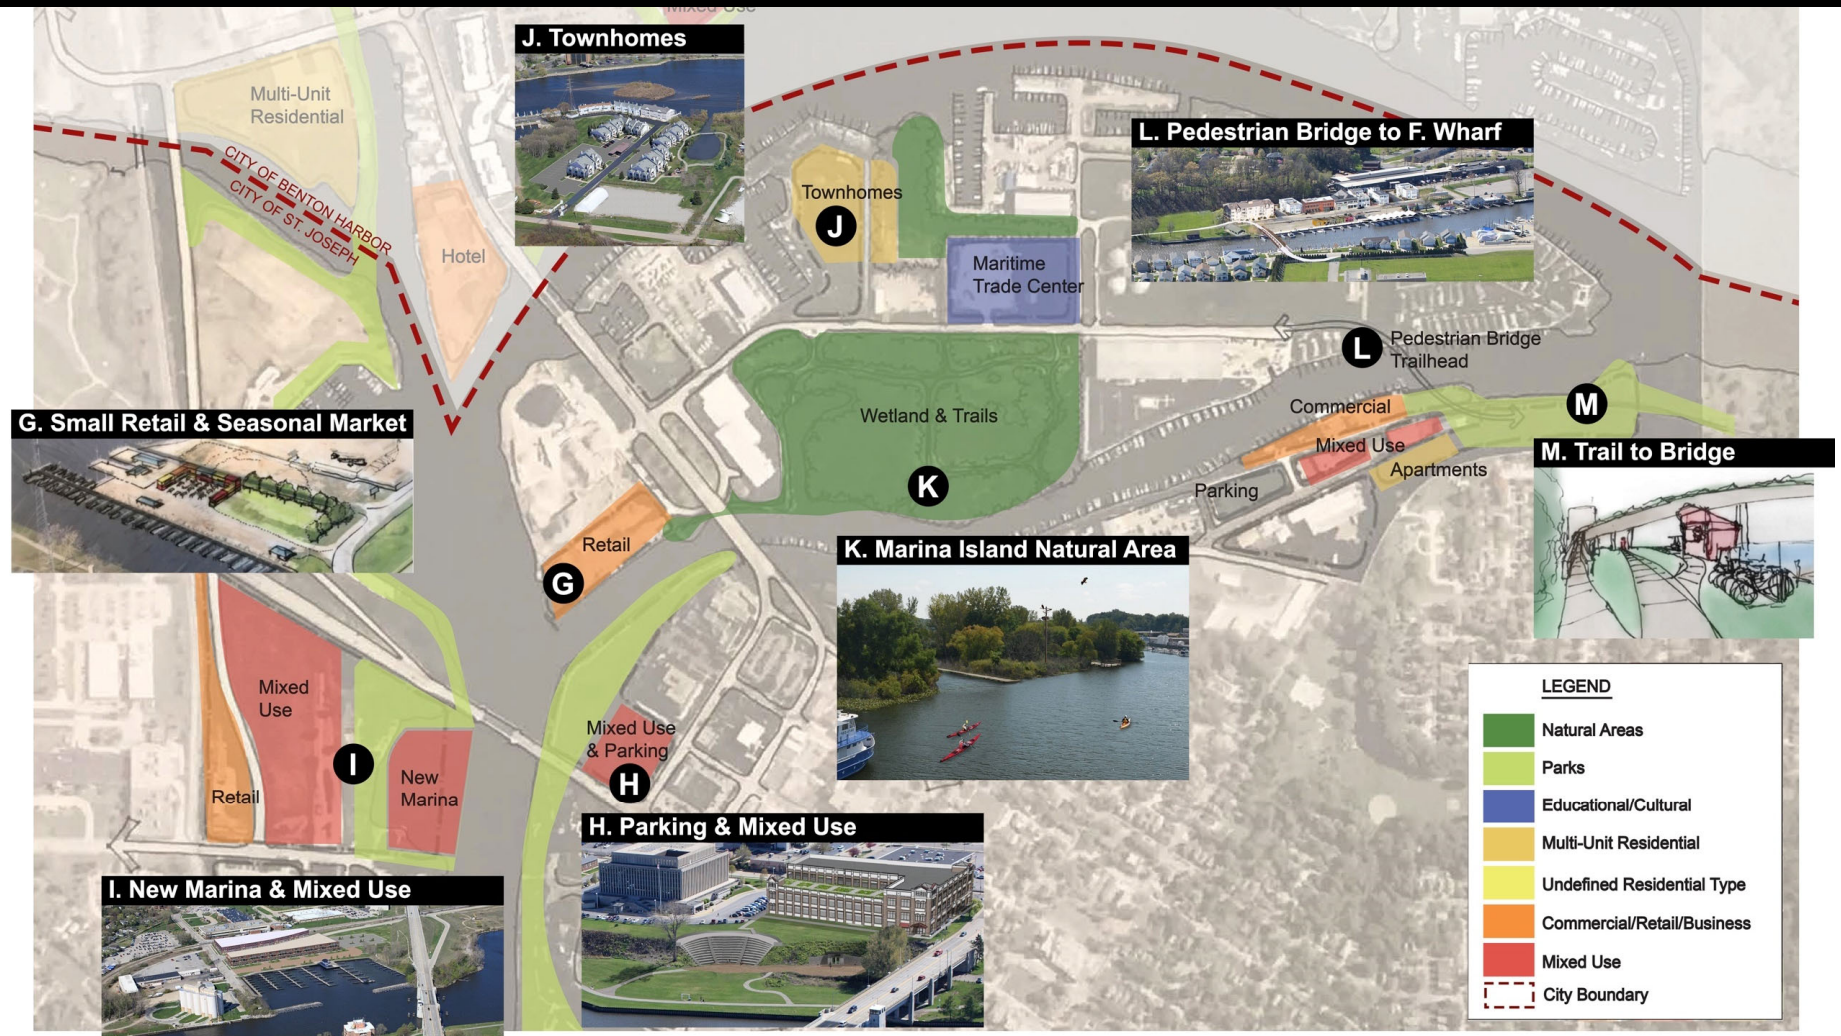 Mixed Use
J. Townhomes
Multi-Unit
Residential
CITY OF BENTON HARBOR
CITY OF ST. JOSEPH
Hotel
Townhomes
J
Maritime
Trade Center
L. Pedestrian Bridge to F. Wharf
L
Pedestrian Bridge
Trailhead
G. Small Retail & Seasonal Market
Wetland & Trails
K
Commercial
Mixed Use
Apartments
Parking
M
M. Trail to Bridge
Retail
G
K. Marina Island Natural Area
Mixed
Use
I
New
Marina
Retail
Mixed Use
& Parking
H
H. Parking & Mixed Use
I. New Marina & Mixed Use
LEGEND
Natural Areas
Parks
Educational/Cultural
Multi-Unit Residential
Undefined Residential Type
Commercial/Retail/Business
Mixed Use
City Boundary